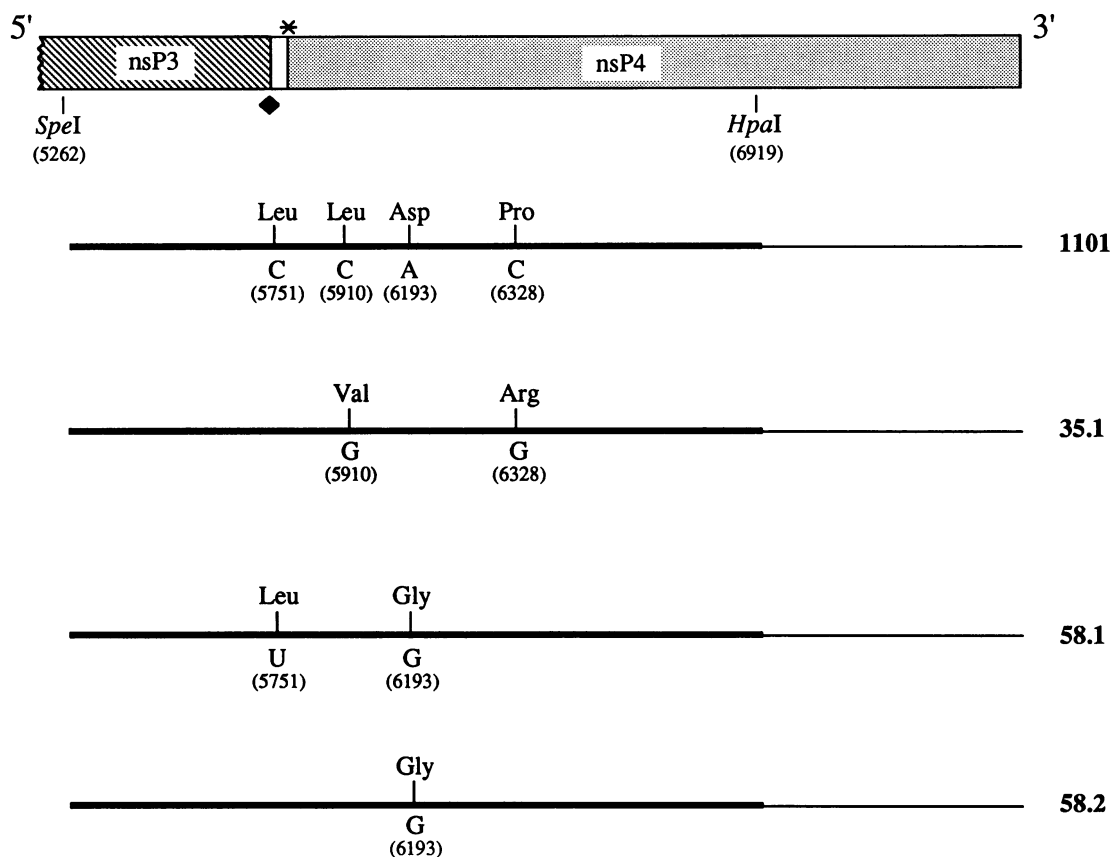 5' * 3'
nsP3 nsP4
SpeI HpaI
(5262) (6919)
Leu Leu Asp Pro
1101
C C A C
(5751) (5910) (6193) (6328)
Val Arg
35.1
G G
(5910) (6328)
Leu Gly
58.1
U G
(5751) (6193)
Gly
58.2
G
(6193)